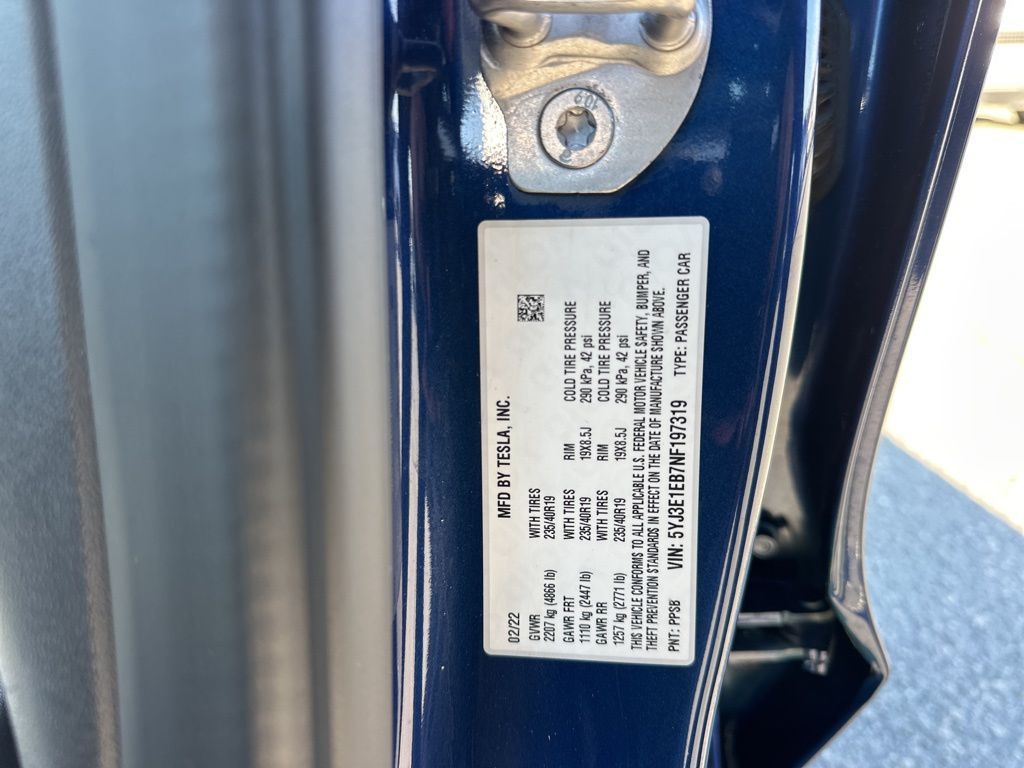 02/22 MFD BY TESLA, INC.
GVWR WITH TIRES
2207 kg (4866 lb) 235/40R19
GAWR FRT WITH TIRES RIM COLD TIRE PRESSURE
1110 kg (2447 lb) 235/40R19 19X8.5J 290 kPa, 42 psi
GAWR RR WITH TIRES RIM COLD TIRE PRESSURE
1257 kg (2771 lb) 235/40R19 19X8.5J 290 kPa, 42 psi
THIS VEHICLE CONFORMS TO ALL APPLICABLE U.S. FEDERAL MOTOR VEHICLE SAFETY, BUMPER, AND
THEFT PREVENTION STANDARDS IN EFFECT ON THE DATE OF MANUFACTURE SHOWN ABOVE.
PNT: PPSB VIN: 5YJ3E1EB7NF197319 TYPE: PASSENGER CAR